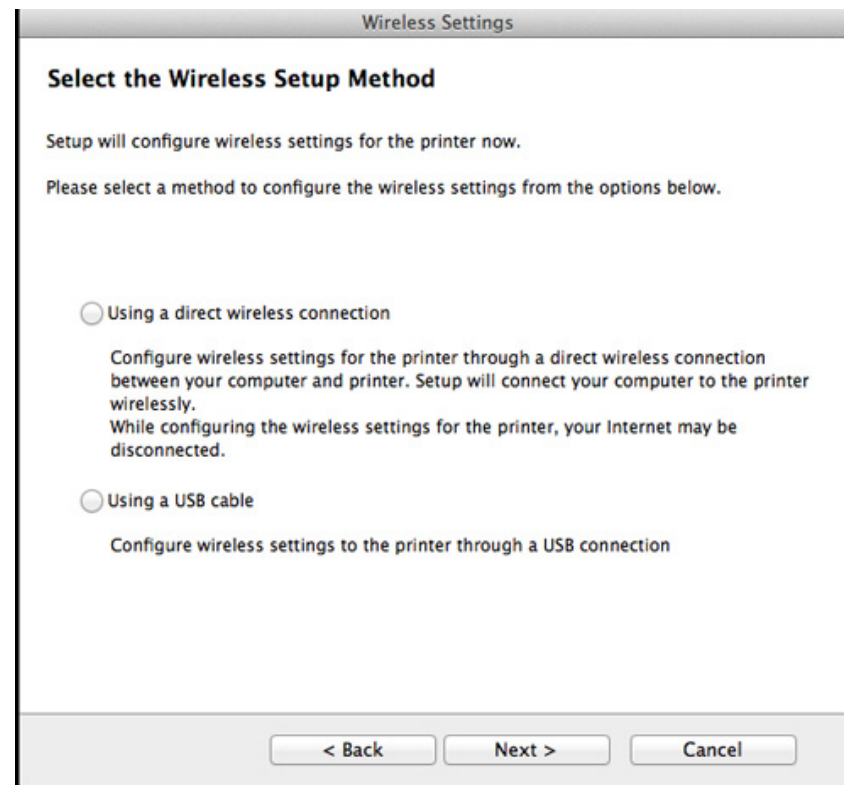 Wireless Settings
Select the Wireless Setup Method
Setup will configure wireless settings for the printer now.
Please select a method to configure the wireless settings from the options below.
Using a direct wireless connection
Configure wireless settings for the printer through a direct wireless connection
between your computer and printer. Setup will connect your computer to the printer
wirelessly.
While configuring the wireless settings for the printer, your Internet may be
disconnected.
Using a USB cable
Configure wireless settings to the printer through a USB connection
< Back Next > Cancel